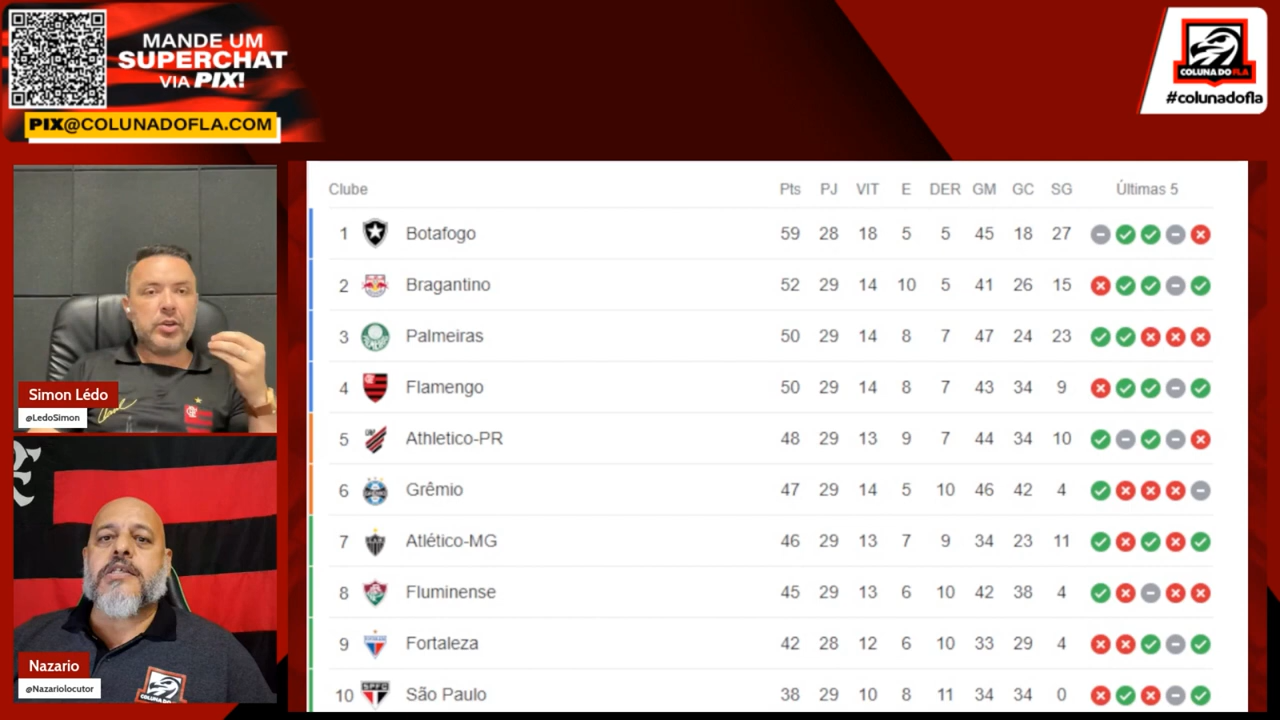 MANDE UM
SUPERCHAT
VIA PIX!
PIX@COLUNADOFLA.COM
COLUNA DO FLA
#colunadofla
Simon Lédo
@LedoSimon
Nazario
@Nazariolocutor
COLUNA
Clube Pts PJ VIT E DER GM GC SG Últimas 5
1 Botafogo 59 28 18 5 5 45 18 27
2 Bragantino 52 29 14 10 5 41 26 15
3 Palmeiras 50 29 14 8 7 47 24 23
4 Flamengo 50 29 14 8 7 43 34 9
5 Athletico-PR 48 29 13 9 7 44 34 10
6 Grêmio 47 29 14 5 10 46 42 4
7 Atlético-MG 46 29 13 7 9 34 23 11
8 Fluminense 45 29 13 6 10 42 38 4
9 Fortaleza 42 28 12 6 10 33 29 4
10 SPFC São Paulo 38 29 10 8 11 34 34 0